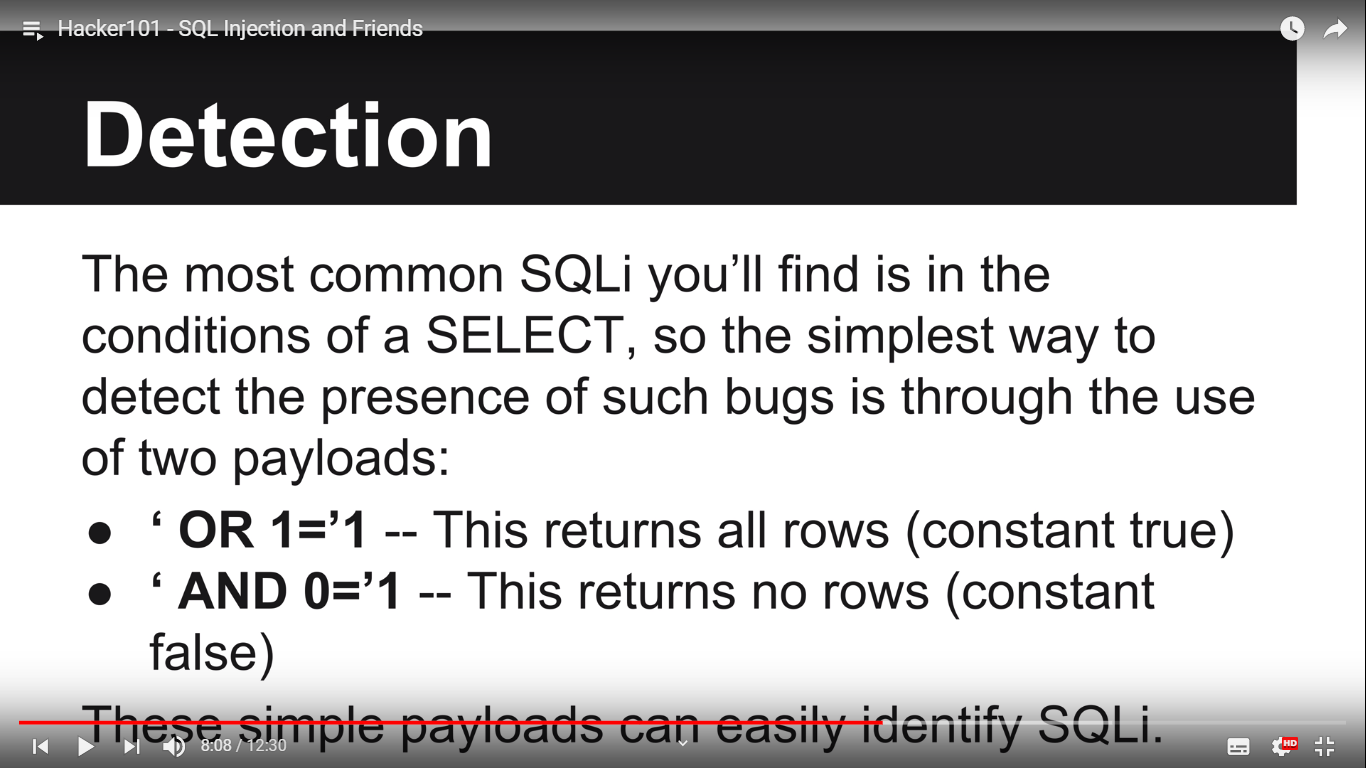 Hacker101 - SQL Injection and Friends
Detection
The most common SQLi you’ll find is in the
conditions of a SELECT, so the simplest way to
detect the presence of such bugs is through the use
of two payloads:
● ‘ OR 1=’1 -- This returns all rows (constant true)
● ‘ AND 0=’1 -- This returns no rows (constant
false)
These simple payloads can easily identify SQLi.
8:08 / 12:30
HD